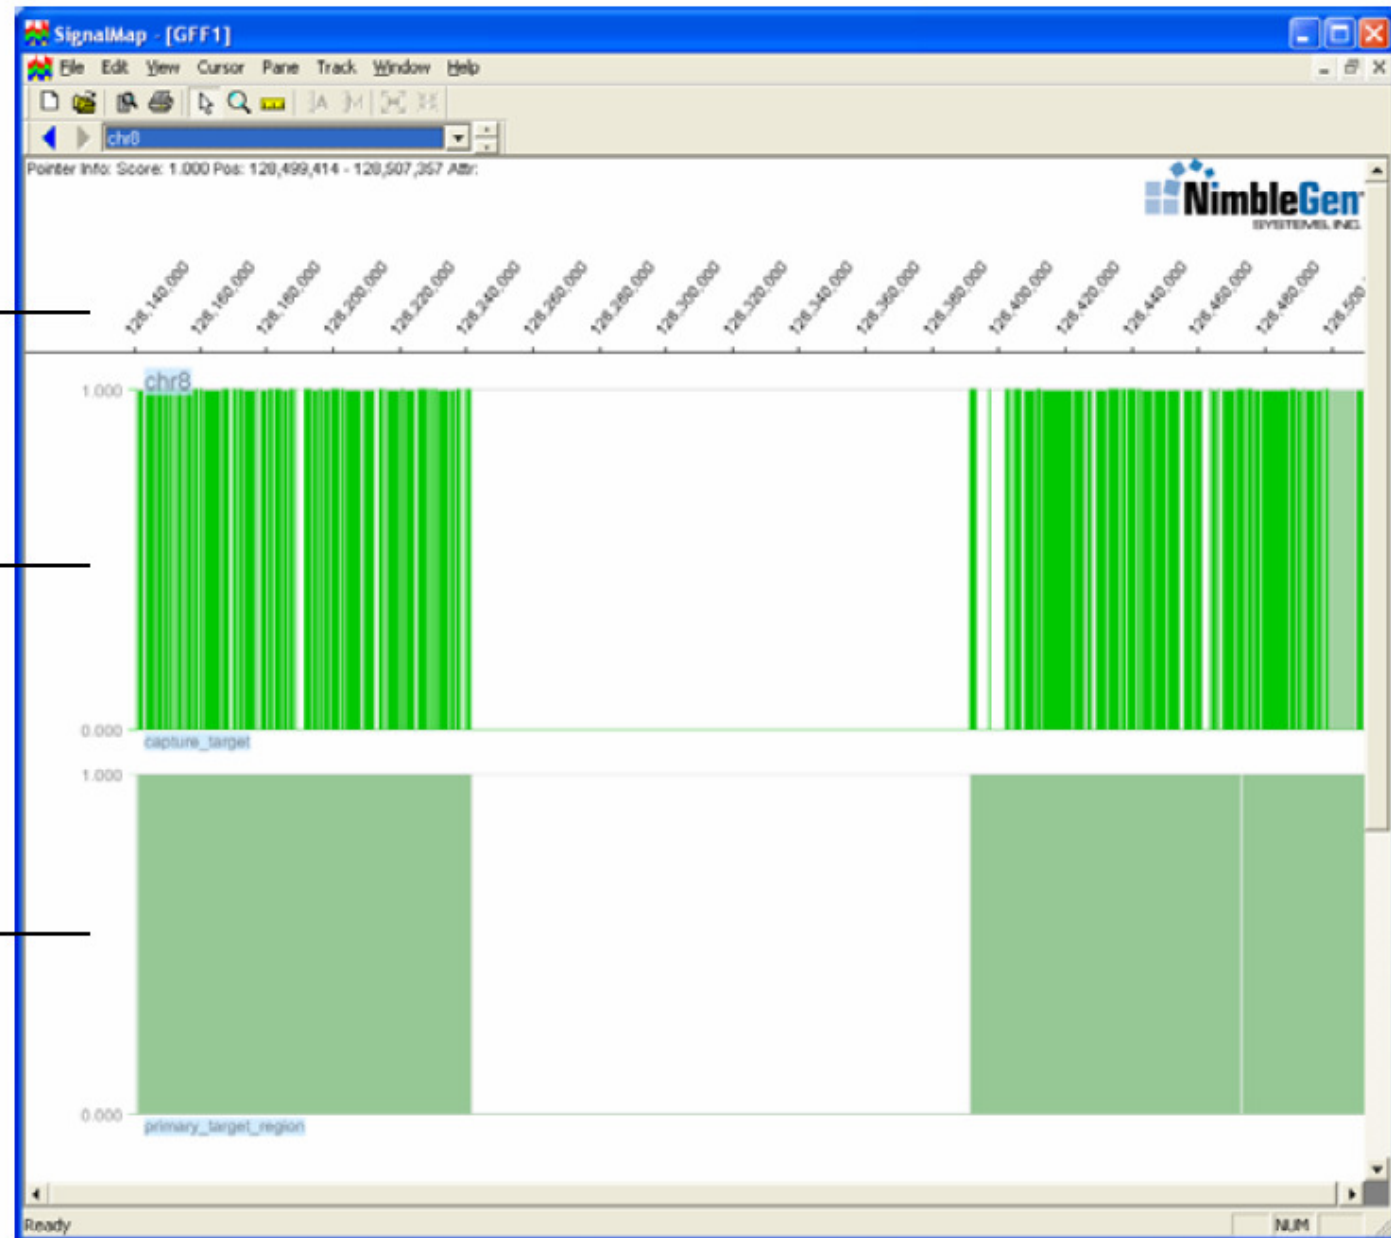 SignalMap - [GFF1]
File Edit View Cursor Pane Track Window Help
chr8
Pointer Info: Score: 1.000 Pos: 128,499,414 - 128,507,357 Attr:
NimbleGen
SYSTEMS, INC.
128,140,000 128,160,000 128,180,000 128,200,000 128,220,000 128,240,000 128,260,000 128,280,000 128,300,000 128,320,000 128,340,000 128,360,000 128,380,000 128,400,000 128,420,000 128,440,000 128,460,000 128,480,000 128,500
1.000 chr8
0.000
capture_target
1.000
0.000
primary_target_region
Ready NUM